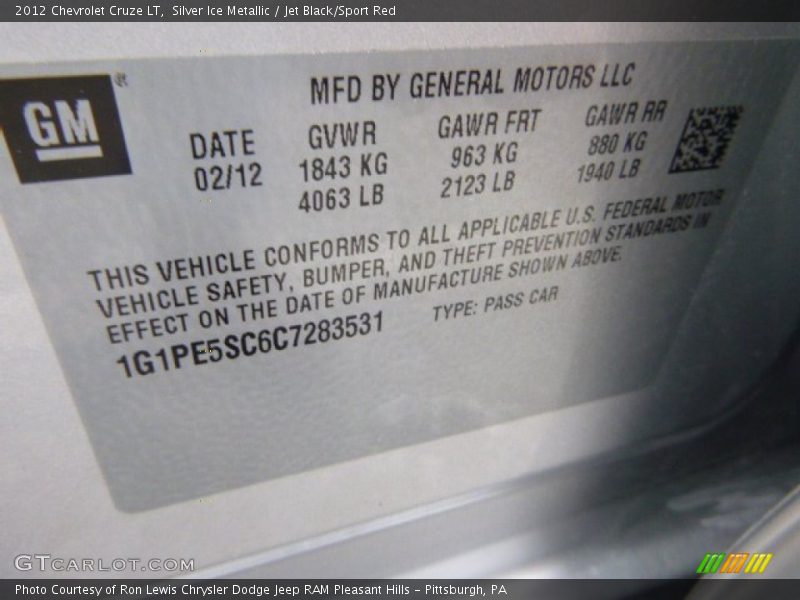 2012 Chevrolet Cruze LT,  Silver Ice Metallic / Jet Black/Sport Red
GM®
MFD BY GENERAL MOTORS LLC
DATE GVWR GAWR FRT GAWR RR
02/12 1843 KG 963 KG 880 KG
4063 LB 2123 LB 1940 LB
THIS VEHICLE CONFORMS TO ALL APPLICABLE U.S. FEDERAL MOTOR
VEHICLE SAFETY, BUMPER, AND THEFT PREVENTION STANDARDS IN
EFFECT ON THE DATE OF MANUFACTURE SHOWN ABOVE.
1G1PE5SC6C7283531 TYPE: PASS CAR
GTCARLOT.COM
Photo Courtesy of Ron Lewis Chrysler Dodge Jeep RAM Pleasant Hills - Pittsburgh, PA